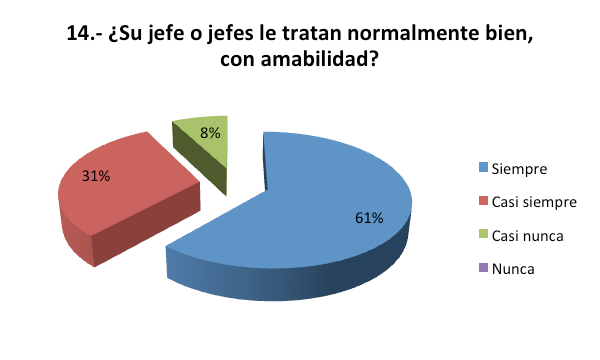 14.- ¿Su jefe o jefes le tratan normalmente bien,
con amabilidad?
8%
31%
61%
Siempre
Casi siempre
Casi nunca
Nunca